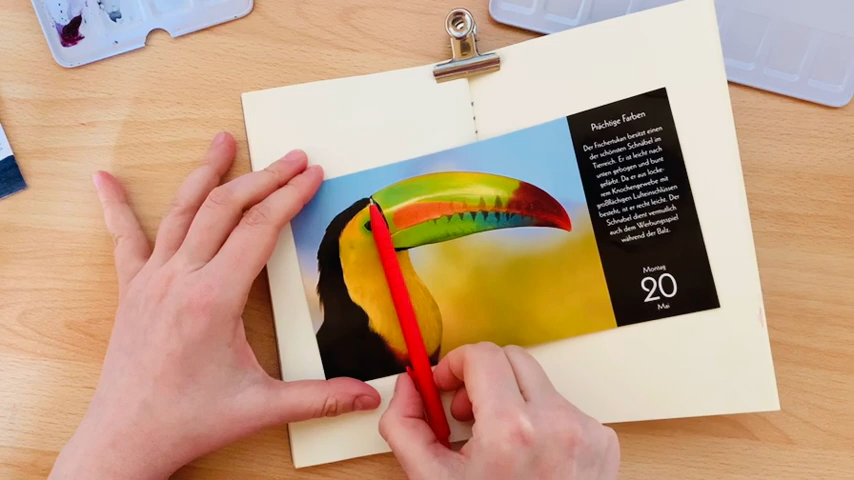 Prächtige Farben
Der Fischertukan besitzt einen
der schönsten Schnäbel im
Tierreich. Er ist leicht nach
unten gebogen und bunt
gefärbt. Da er aus locke-
rem Knochengewebe mit
großflächigen Lufteinschlüssen
besteht, ist er recht leicht. Der
Schnabel dient vermutlich
auch dem Werbungsspiel
während der Balz.
Montag
20
Mai